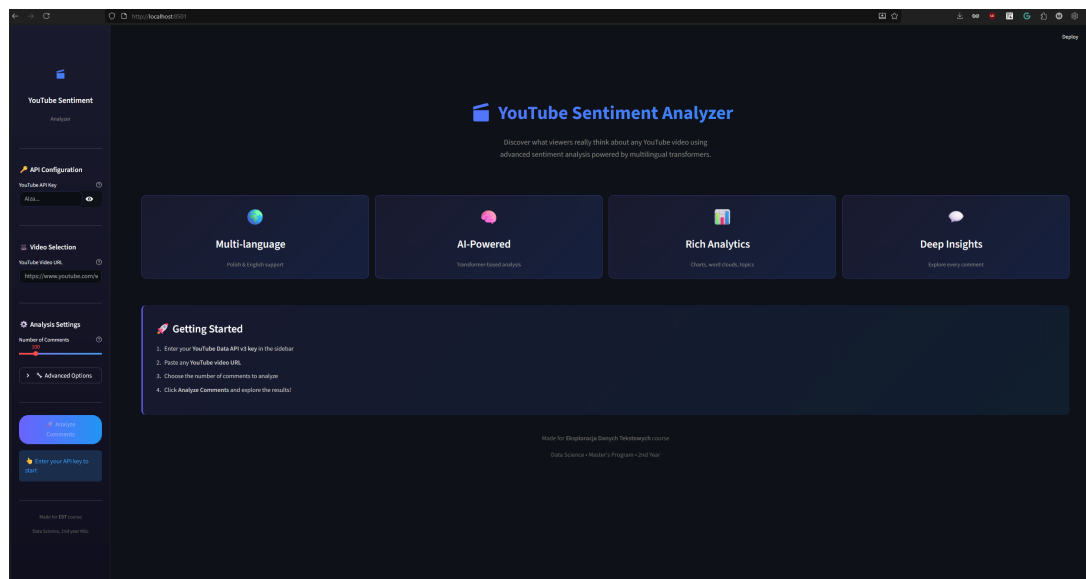 http://localhost:8501
Deploy
YouTube Sentiment
Analyzer
API Configuration
YouTube API Key
AIza...
Video Selection
YouTube Video URL
https://www.youtube.com/w
Analysis Settings
Number of Comments
100
Advanced Options
Analyze
Comments
Enter your API key to
start
Made for EDT course
Data Science, 2nd year MSc
YouTube Sentiment Analyzer
Discover what viewers really think about any YouTube video using
advanced sentiment analysis powered by multilingual transformers.
Multi-language
Polish & English support
AI-Powered
Transformer-based analysis
Rich Analytics
Charts, word clouds, topics
Deep Insights
Explore every comment
Getting Started
1. Enter your YouTube Data API v3 key in the sidebar
2. Paste any YouTube video URL
3. Choose the number of comments to analyze
4. Click Analyze Comments and explore the results!
Made for Eksploracja Danych Tekstowych course
Data Science • Master's Program • 2nd Year